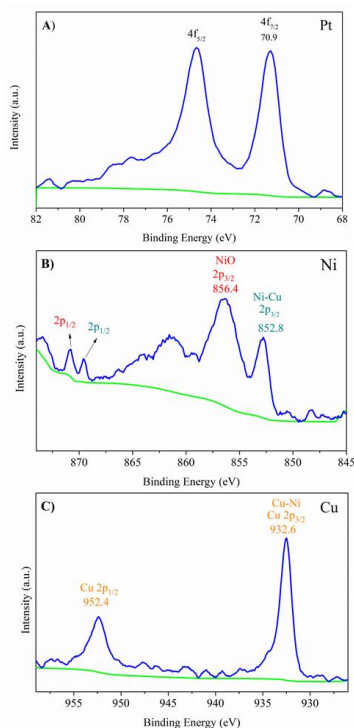 A)
4f5/2
4f7/2
70.9
Pt
Intensity (a.u.)
82 80 78 76 74 72 70 68
Binding Energy (eV)
B)
NiO
2p3/2
856.4
Ni
Ni-Cu
2p3/2
852.8
2p1/2
2p1/2
Intensity (a.u.)
870 865 860 855 850 845
Binding Energy (eV)
C)
Cu-Ni
Cu 2p3/2
932.6
Cu
Cu 2p1/2
952.4
Intensity (a.u.)
955 950 945 940 935 930
Binding Energy (eV)